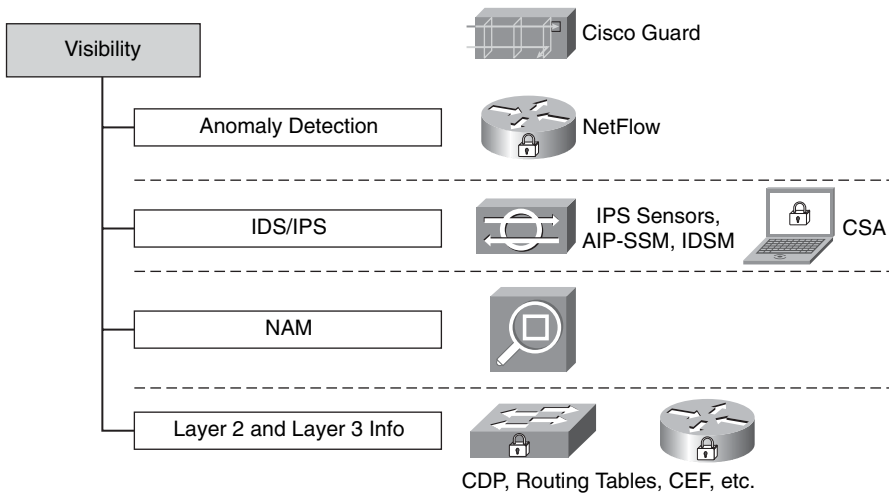 Visibility
Cisco Guard
Anomaly Detection
NetFlow
IDS/IPS
IPS Sensors,
AIP-SSM, IDSM
CSA
NAM
Layer 2 and Layer 3 Info
CDP, Routing Tables, CEF, etc.